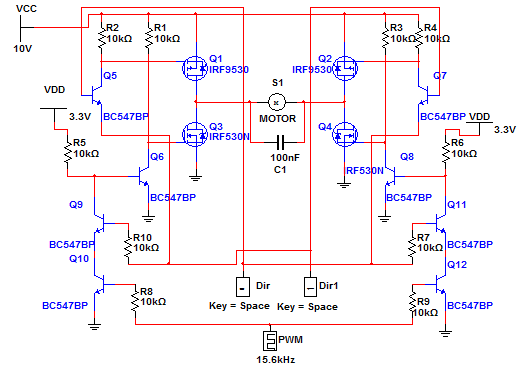 VCC
10V
R2
10kΩ
R1
10kΩ
Q1
IRF9530
Q2
IRF9530
R3
10kΩ
R4
10kΩ
Q5
BC547BP
S1
MOTOR
Q7
BC547BP
VDD
3.3V
Q3
IRF530N
100nF
C1
Q4
RF530N
VDD
3.3V
R5
10kΩ
Q6
BC547BP
Q8
BC547BP
R6
10kΩ
Q9
BC547BP
R10
10kΩ
R7
10kΩ
Q11
BC547BP
Q10
BC547BP
R8
10kΩ
Dir
Key = Space
Dir1
Key = Space
R9
10kΩ
Q12
BC547BP
PWM
15.6kHz